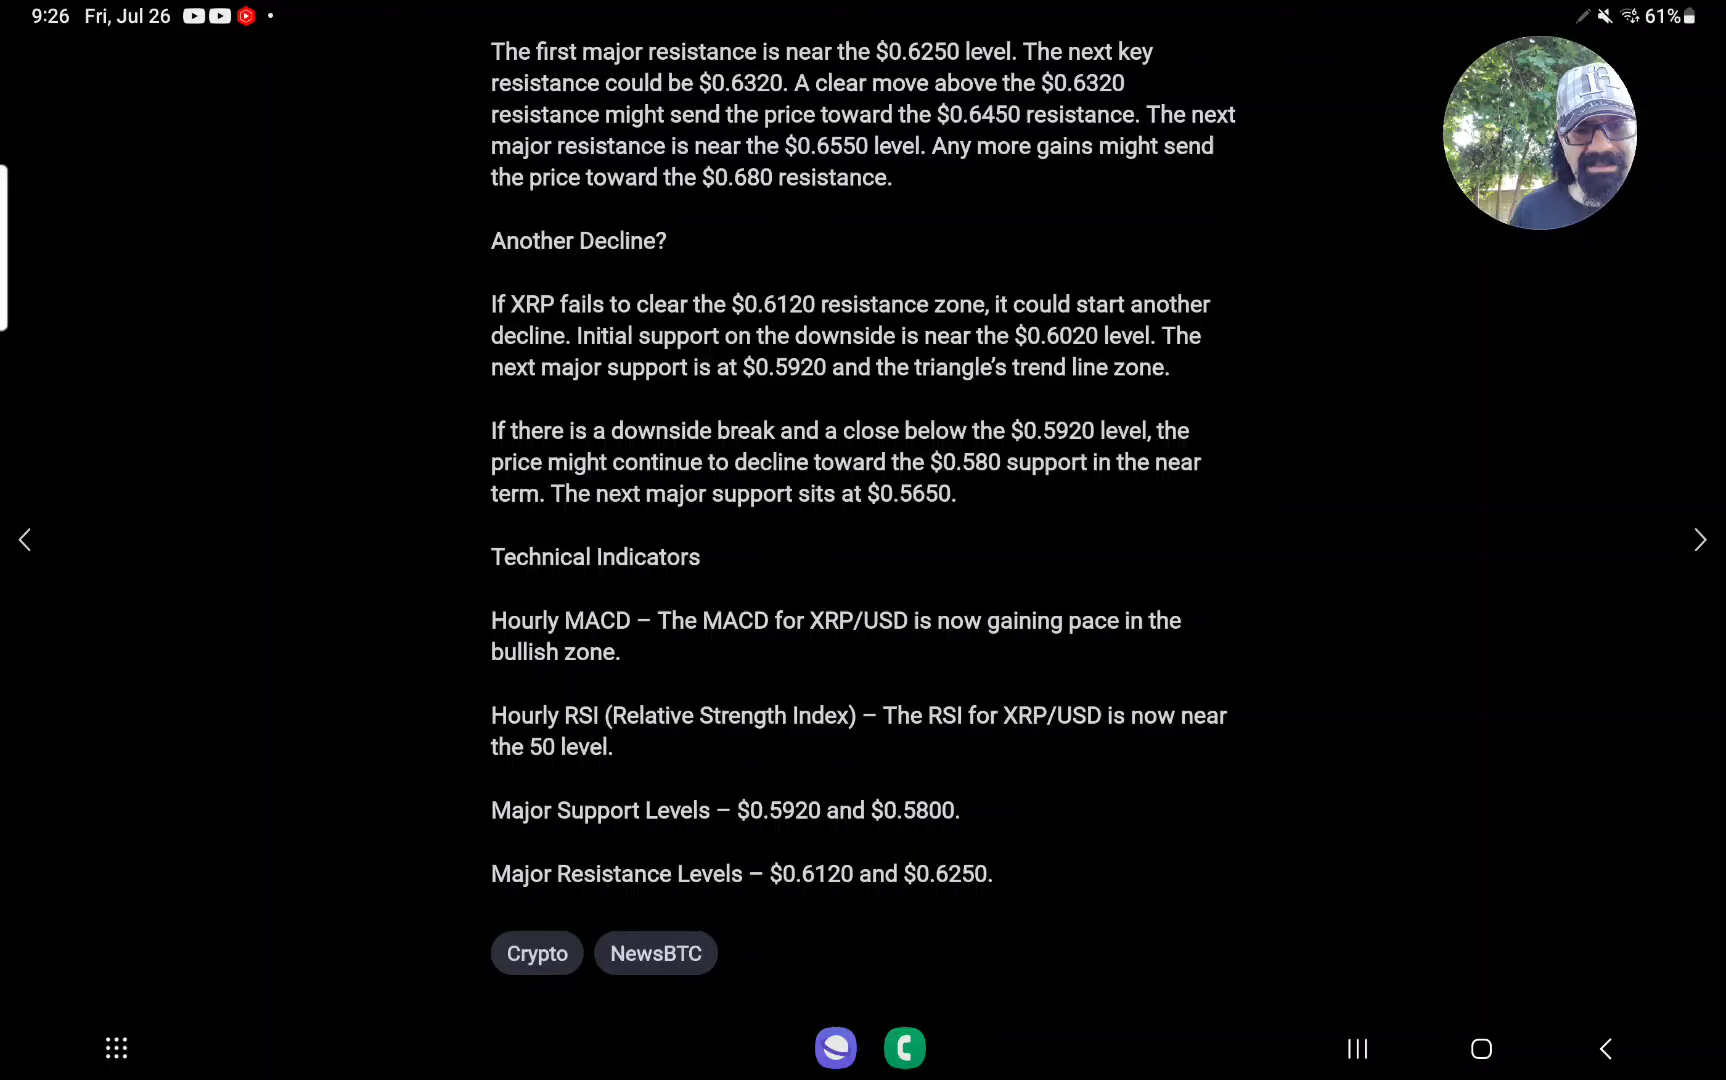 9:26 Fri, Jul 26
61%
The first major resistance is near the $0.6250 level. The next key
resistance could be $0.6320. A clear move above the $0.6320
resistance might send the price toward the $0.6450 resistance. The next
major resistance is near the $0.6550 level. Any more gains might send
the price toward the $0.680 resistance.
Another Decline?
If XRP fails to clear the $0.6120 resistance zone, it could start another
decline. Initial support on the downside is near the $0.6020 level. The
next major support is at $0.5920 and the triangle’s trend line zone.
If there is a downside break and a close below the $0.5920 level, the
price might continue to decline toward the $0.580 support in the near
term. The next major support sits at $0.5650.
Technical Indicators
Hourly MACD – The MACD for XRP/USD is now gaining pace in the
bullish zone.
Hourly RSI (Relative Strength Index) – The RSI for XRP/USD is now near
the 50 level.
Major Support Levels – $0.5920 and $0.5800.
Major Resistance Levels – $0.6120 and $0.6250.
Crypto
NewsBTC